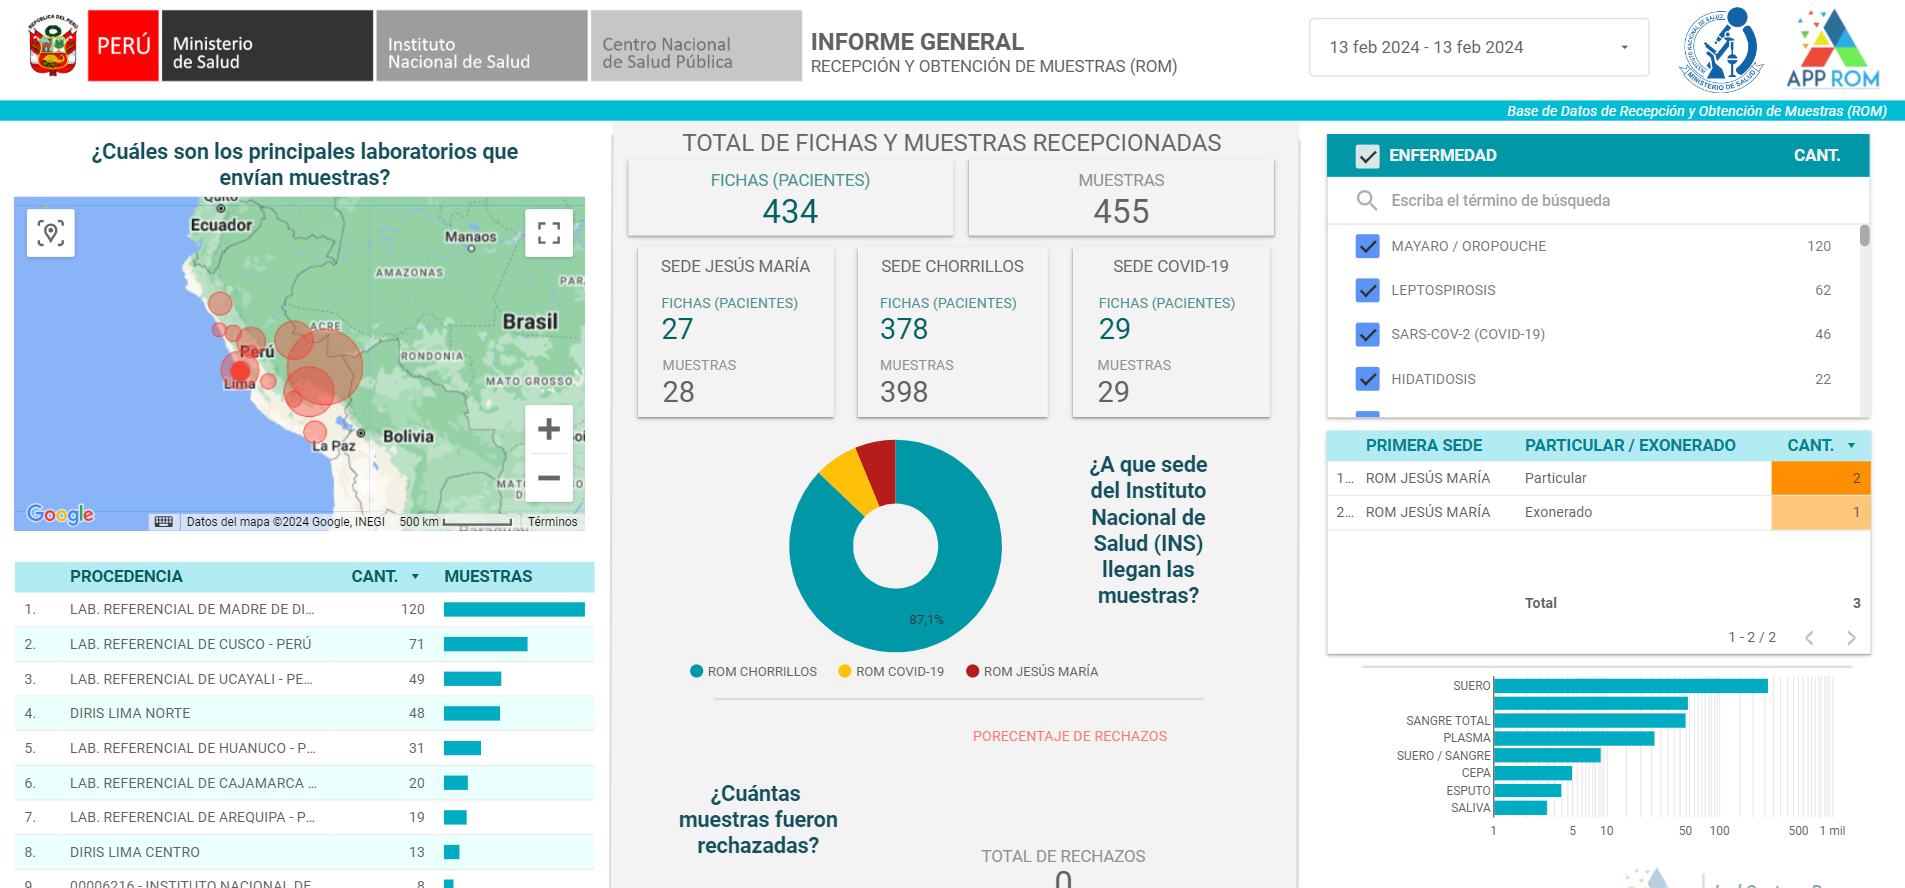 PERÚ
Ministerio
de Salud
Instituto
Nacional de Salud
Centro Nacional
de Salud Pública
INFORME GENERAL
RECEPCIÓN Y OBTENCIÓN DE MUESTRAS (ROM)
13 feb 2024 - 13 feb 2024
APP ROM
Base de Datos de Recepción y Obtención de Muestras (ROM)
¿Cuáles son los principales laboratorios que
envían muestras?
Quito
Ecuador
Manaos
AMAZONAS
PAR
ACRE
Brasil
Perú
RONDONIA
Lima
MATO GROSSO
Bolivia
La Paz
MAT
D
Paraguay
Google
Datos del mapa ©2024 Google, INEGI
500 km
Términos
PROCEDENCIA CANT. MUESTRAS
1. LAB. REFERENCIAL DE MADRE DE DI... 120
2. LAB. REFERENCIAL DE CUSCO - PERÚ 71
3. LAB. REFERENCIAL DE UCAYALI - PE... 49
4. DIRIS LIMA NORTE 48
5. LAB. REFERENCIAL DE HUANUCO - P... 31
6. LAB. REFERENCIAL DE CAJAMARCA ... 20
7. LAB. REFERENCIAL DE AREQUIPA - P... 19
8. DIRIS LIMA CENTRO 13
9. 00006216 - INSTITUTO NACIONAL DE 8
TOTAL DE FICHAS Y MUESTRAS RECEPCIONADAS
FICHAS (PACIENTES)
434
MUESTRAS
455
SEDE JESÚS MARÍA
FICHAS (PACIENTES)
27
MUESTRAS
28
SEDE CHORRILLOS
FICHAS (PACIENTES)
378
MUESTRAS
398
SEDE COVID-19
FICHAS (PACIENTES)
29
MUESTRAS
29
87,1%
ROM CHORRILLOS ROM COVID-19 ROM JESÚS MARÍA
¿A que sede
del Instituto
Nacional de
Salud (INS)
llegan las
muestras?
PORECENTAJE DE RECHAZOS
¿Cuántas
muestras fueron
rechazadas?
TOTAL DE RECHAZOS
0
ENFERMEDAD CANT.
Escriba el término de búsqueda
MAYARO / OROPOUCHE 120
LEPTOSPIROSIS 62
SARS-COV-2 (COVID-19) 46
HIDATIDOSIS 22
PRIMERA SEDE PARTICULAR / EXONERADO CANT.
1... ROM JESÚS MARÍA Particular 2
2... ROM JESÚS MARÍA Exonerado 1
Total 3
1 - 2 / 2
SUERO
SANGRE TOTAL
PLASMA
SUERO / SANGRE
CEPA
ESPUTO
SALIVA
1 5 10 50 100 500 1 mil